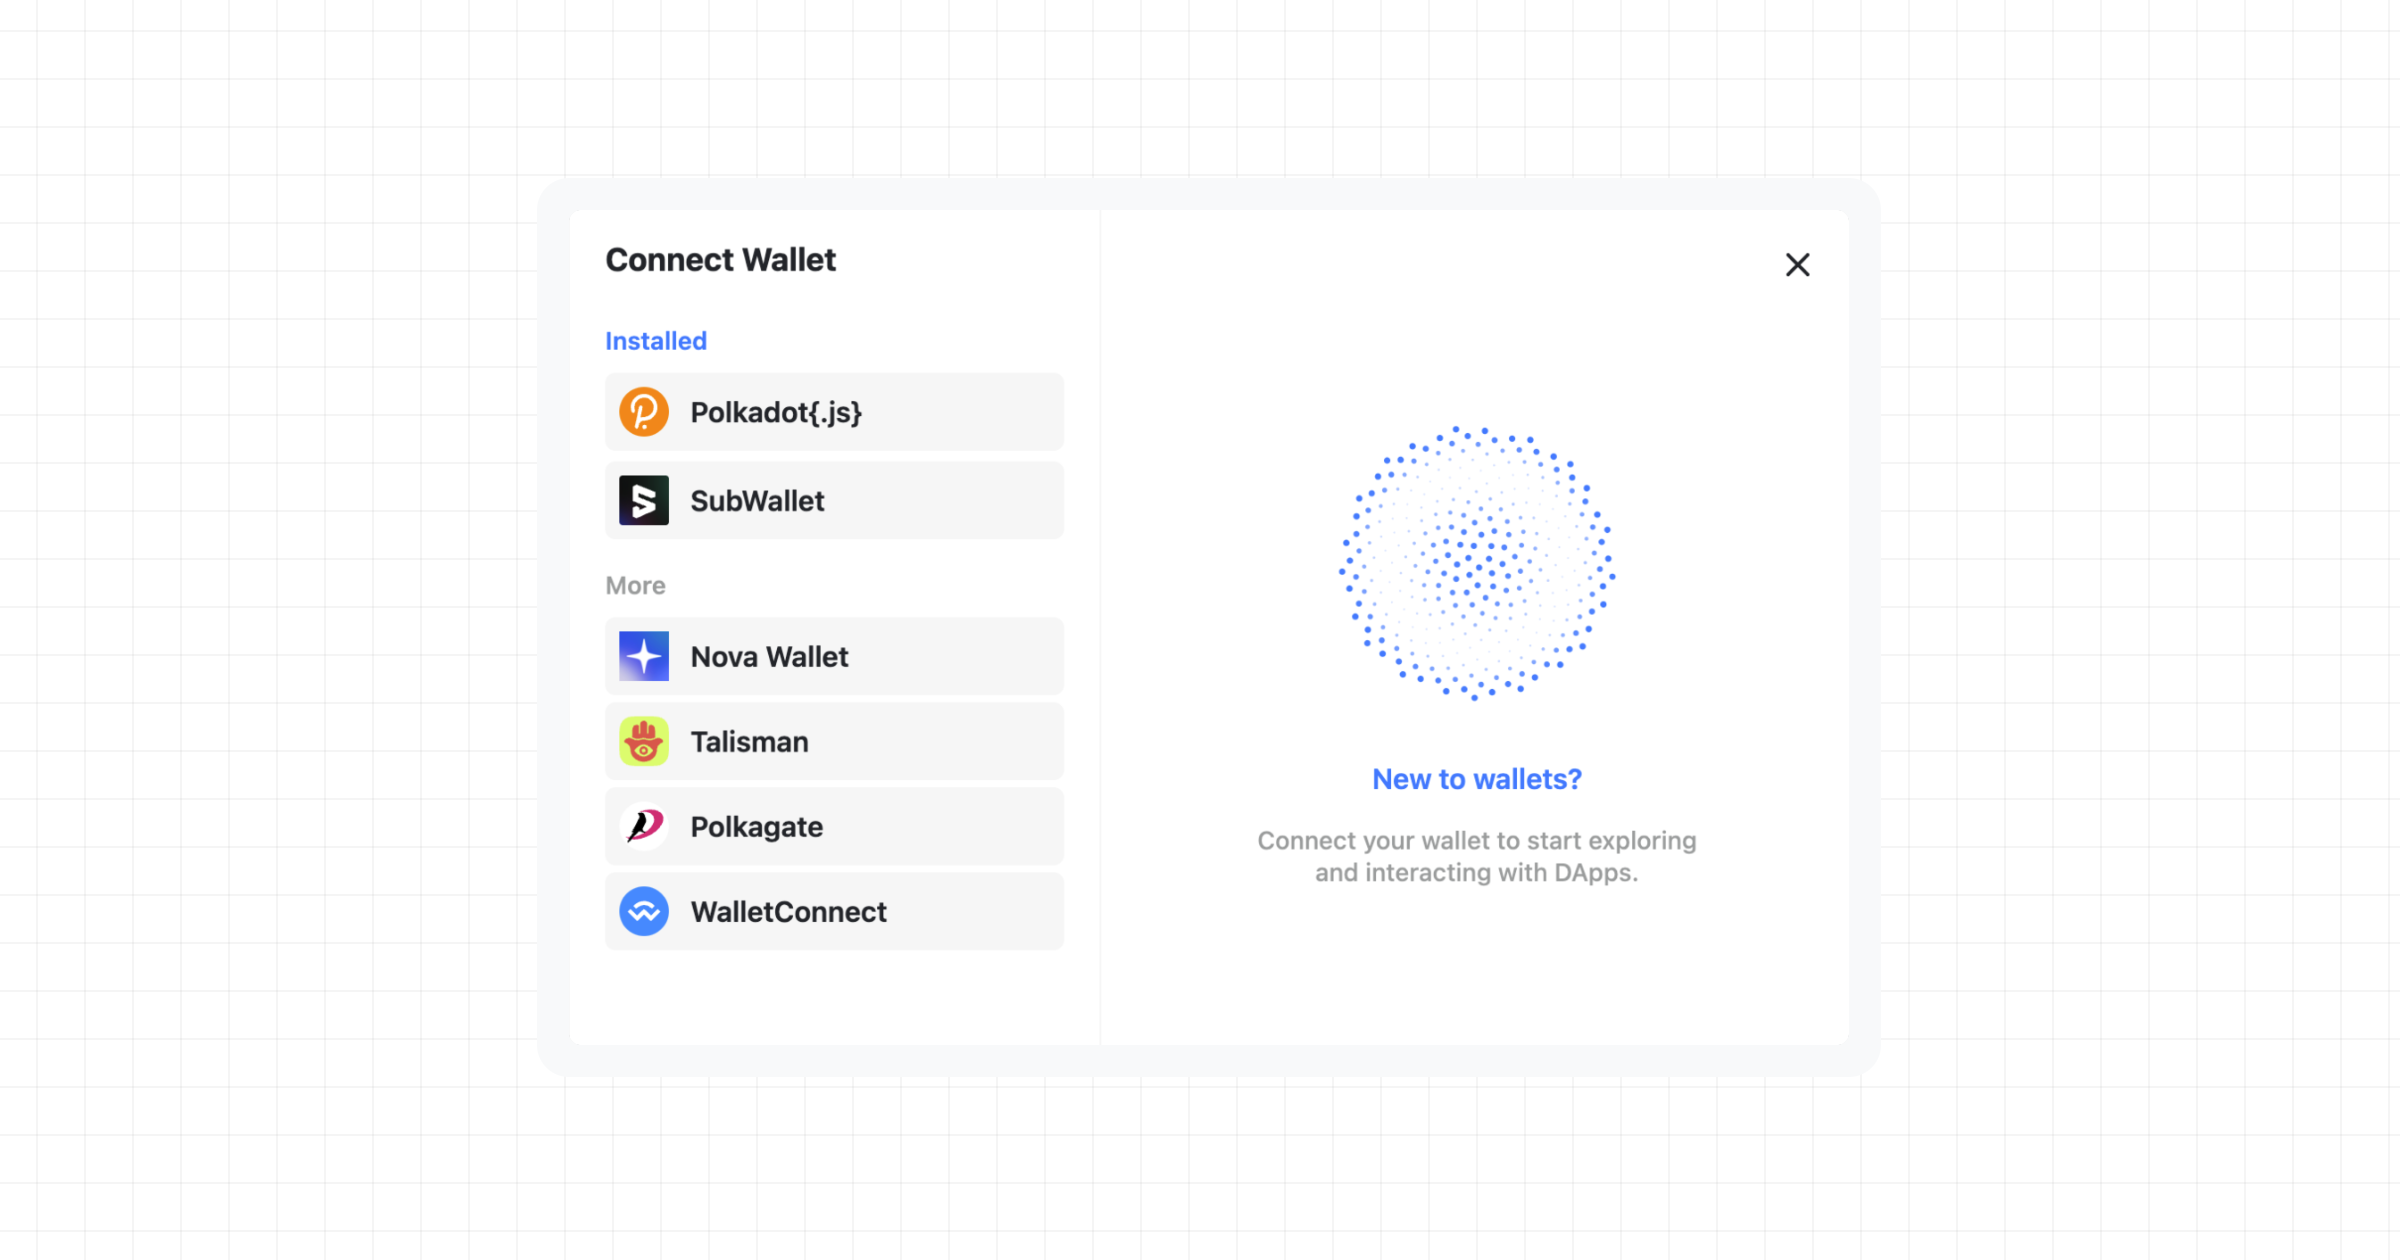 Connect Wallet
Installed
Polkadot{.js}
SubWallet
More
Nova Wallet
Talisman
Polkagate
WalletConnect
New to wallets?
Connect your wallet to start exploring
and interacting with DApps.